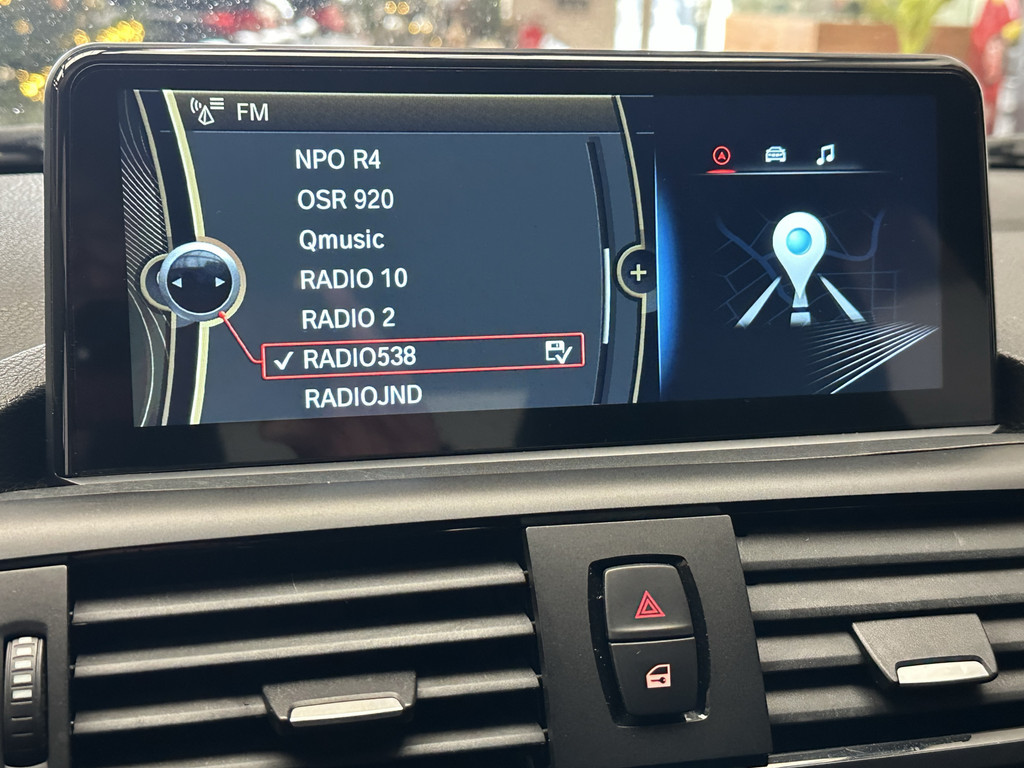 FM
NPO R4
OSR 920
Qmusic
RADIO 10
RADIO 2
RADIO538
RADIOJND